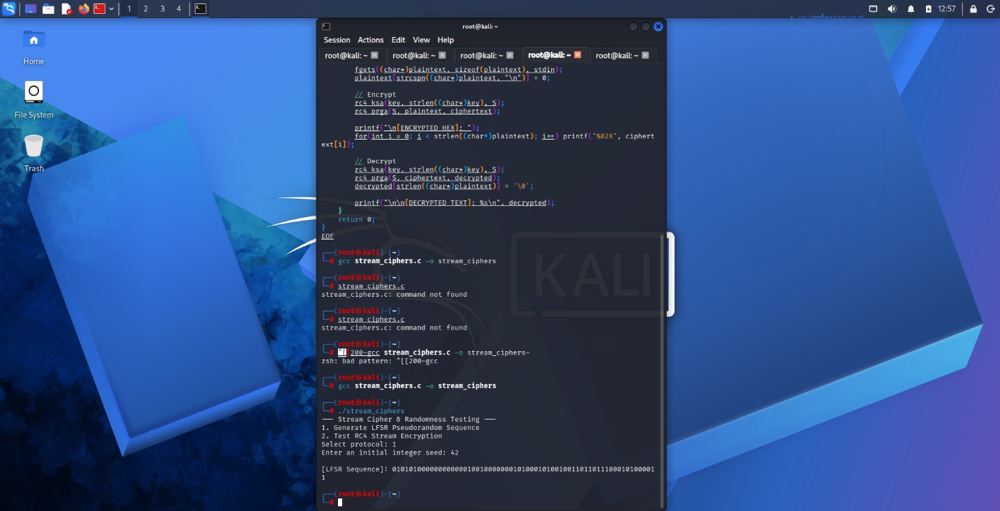 1 2 3 4 12:57
Home
File System
Trash
root@kali: ~
Session Actions Edit View Help
root@kali: ~ root@kali: ~ root@kali: ~ root@kali: ~ root@kali: ~
fgets((char*)plaintext, sizeof(plaintext), stdin);
plaintext[strcspn((char*)plaintext, "\n")] = 0;
// Encrypt
rc4_ksa(key, strlen((char*)key), S);
rc4_prga(S, plaintext, ciphertext);
printf("\n[ENCRYPTED HEX]: ");
for(int i = 0; i < strlen((char*)plaintext); i++) printf("%02X", ciphert
ext[i]);
// Decrypt
rc4_ksa(key, strlen((char*)key), S);
rc4_prga(S, ciphertext, decrypted);
decrypted[strlen((char*)plaintext)] = '\0';
printf("\n\n[DECRYPTED TEXT]: %s\n", decrypted);
}
return 0;
}
EOF
┌──(root㉿kali)-[~]
└─# gcc stream_ciphers.c -o stream_ciphers
┌──(root㉿kali)-[~]
└─# stream_ciphers.c
stream_ciphers.c: command not found
┌──(root㉿kali)-[~]
└─# stream_ciphers.c
stream_ciphers.c: command not found
┌──(root㉿kali)-[~]
└─# ^[[200~gcc stream_ciphers.c -o stream_ciphers~
zsh: bad pattern: ^[[200~gcc
┌──(root㉿kali)-[~]
└─# gcc stream_ciphers.c -o stream_ciphers
┌──(root㉿kali)-[~]
└─# ./stream_ciphers
─── Stream Cipher & Randomness Testing ───
1. Generate LFSR Pseudorandom Sequence
2. Test RC4 Stream Encryption
Select protocol: 1
Enter an initial integer seed: 42
[LFSR Sequence]: 010101000000000000100100000001010001010010011011011100010100001
1
┌──(root㉿kali)-[~]
└─#
KALI